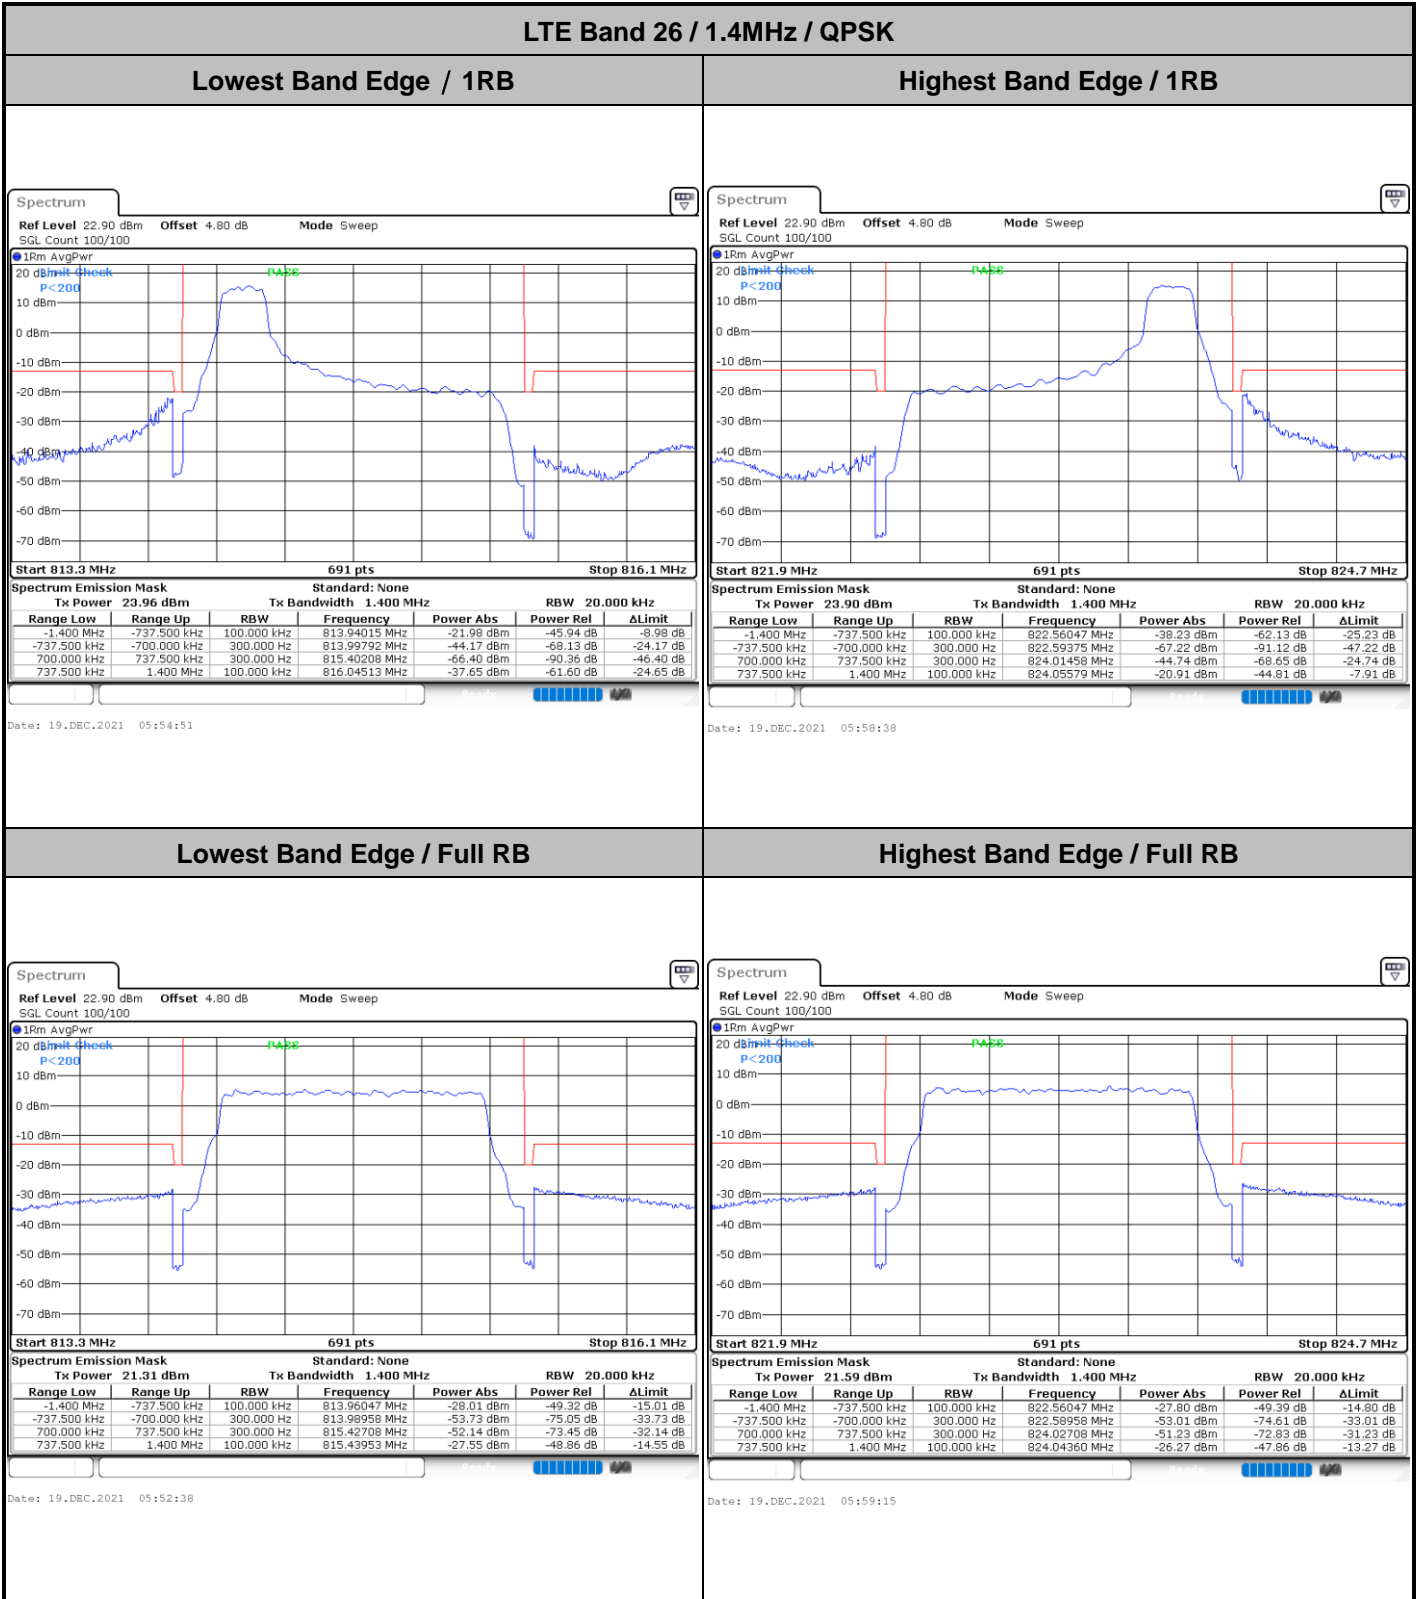 LTE Band 26 / 1.4MHz / QPSK
Lowest Band Edge / 1RB
Highest Band Edge / 1RB
Spectrum
Ref Level 22.90 dBm Offset 4.80 dB Mode Sweep
SGL Count 100/100
1Rm AvgPwr
20 dBm
Limit Check PASS
P<200
10 dBm
0 dBm
-10 dBm
-20 dBm
-30 dBm
-40 dBm
-50 dBm
-60 dBm
-70 dBm
Start 813.3 MHz 691 pts Stop 816.1 MHz
Spectrum Emission Mask Standard: None
Tx Power 23.96 dBm Tx Bandwidth 1.400 MHz RBW 20.000 kHz
Range Low Range Up RBW Frequency Power Abs Power Rel ΔLimit
-1.400 MHz -737.500 kHz 100.000 kHz 813.94015 MHz -21.98 dBm -45.94 dB -8.98 dB
-737.500 kHz -700.000 kHz 300.000 Hz 813.99792 MHz -44.17 dBm -68.13 dB -24.17 dB
700.000 kHz 737.500 kHz 300.000 Hz 815.40208 MHz -66.40 dBm -90.36 dB -46.40 dB
737.500 kHz 1.400 MHz 100.000 kHz 816.04513 MHz -37.65 dBm -61.60 dB -24.65 dB
Ready
Date: 19.DEC.2021 05:54:51
Spectrum
Ref Level 22.90 dBm Offset 4.80 dB Mode Sweep
SGL Count 100/100
1Rm AvgPwr
20 dBm
Limit Check PASS
P<200
10 dBm
0 dBm
-10 dBm
-20 dBm
-30 dBm
-40 dBm
-50 dBm
-60 dBm
-70 dBm
Start 821.9 MHz 691 pts Stop 824.7 MHz
Spectrum Emission Mask Standard: None
Tx Power 23.90 dBm Tx Bandwidth 1.400 MHz RBW 20.000 kHz
Range Low Range Up RBW Frequency Power Abs Power Rel ΔLimit
-1.400 MHz -737.500 kHz 100.000 kHz 822.56047 MHz -38.23 dBm -62.13 dB -25.23 dB
-737.500 kHz -700.000 kHz 300.000 Hz 822.59375 MHz -67.22 dBm -91.12 dB -47.22 dB
700.000 kHz 737.500 kHz 300.000 Hz 824.01458 MHz -44.74 dBm -68.65 dB -24.74 dB
737.500 kHz 1.400 MHz 100.000 kHz 824.05579 MHz -20.91 dBm -44.81 dB -7.91 dB
Ready
Date: 19.DEC.2021 05:58:38
Lowest Band Edge / Full RB
Highest Band Edge / Full RB
Spectrum
Ref Level 22.90 dBm Offset 4.80 dB Mode Sweep
SGL Count 100/100
1Rm AvgPwr
20 dBm
Limit Check PASS
P<200
10 dBm
0 dBm
-10 dBm
-20 dBm
-30 dBm
-40 dBm
-50 dBm
-60 dBm
-70 dBm
Start 813.3 MHz 691 pts Stop 816.1 MHz
Spectrum Emission Mask Standard: None
Tx Power 21.31 dBm Tx Bandwidth 1.400 MHz RBW 20.000 kHz
Range Low Range Up RBW Frequency Power Abs Power Rel ΔLimit
-1.400 MHz -737.500 kHz 100.000 kHz 813.96047 MHz -28.01 dBm -49.32 dB -15.01 dB
-737.500 kHz -700.000 kHz 300.000 Hz 813.98958 MHz -53.73 dBm -75.05 dB -33.73 dB
700.000 kHz 737.500 kHz 300.000 Hz 815.42708 MHz -52.14 dBm -73.45 dB -32.14 dB
737.500 kHz 1.400 MHz 100.000 kHz 815.43953 MHz -27.55 dBm -48.86 dB -14.55 dB
Ready
Date: 19.DEC.2021 05:52:38
Spectrum
Ref Level 22.90 dBm Offset 4.80 dB Mode Sweep
SGL Count 100/100
1Rm AvgPwr
20 dBm
Limit Check PASS
P<200
10 dBm
0 dBm
-10 dBm
-20 dBm
-30 dBm
-40 dBm
-50 dBm
-60 dBm
-70 dBm
Start 821.9 MHz 691 pts Stop 824.7 MHz
Spectrum Emission Mask Standard: None
Tx Power 21.59 dBm Tx Bandwidth 1.400 MHz RBW 20.000 kHz
Range Low Range Up RBW Frequency Power Abs Power Rel ΔLimit
-1.400 MHz -737.500 kHz 100.000 kHz 822.56047 MHz -27.80 dBm -49.39 dB -14.80 dB
-737.500 kHz -700.000 kHz 300.000 Hz 822.58958 MHz -53.01 dBm -74.61 dB -33.01 dB
700.000 kHz 737.500 kHz 300.000 Hz 824.02708 MHz -51.23 dBm -72.83 dB -31.23 dB
737.500 kHz 1.400 MHz 100.000 kHz 824.04360 MHz -26.27 dBm -47.86 dB -13.27 dB
Ready
Date: 19.DEC.2021 05:59:15